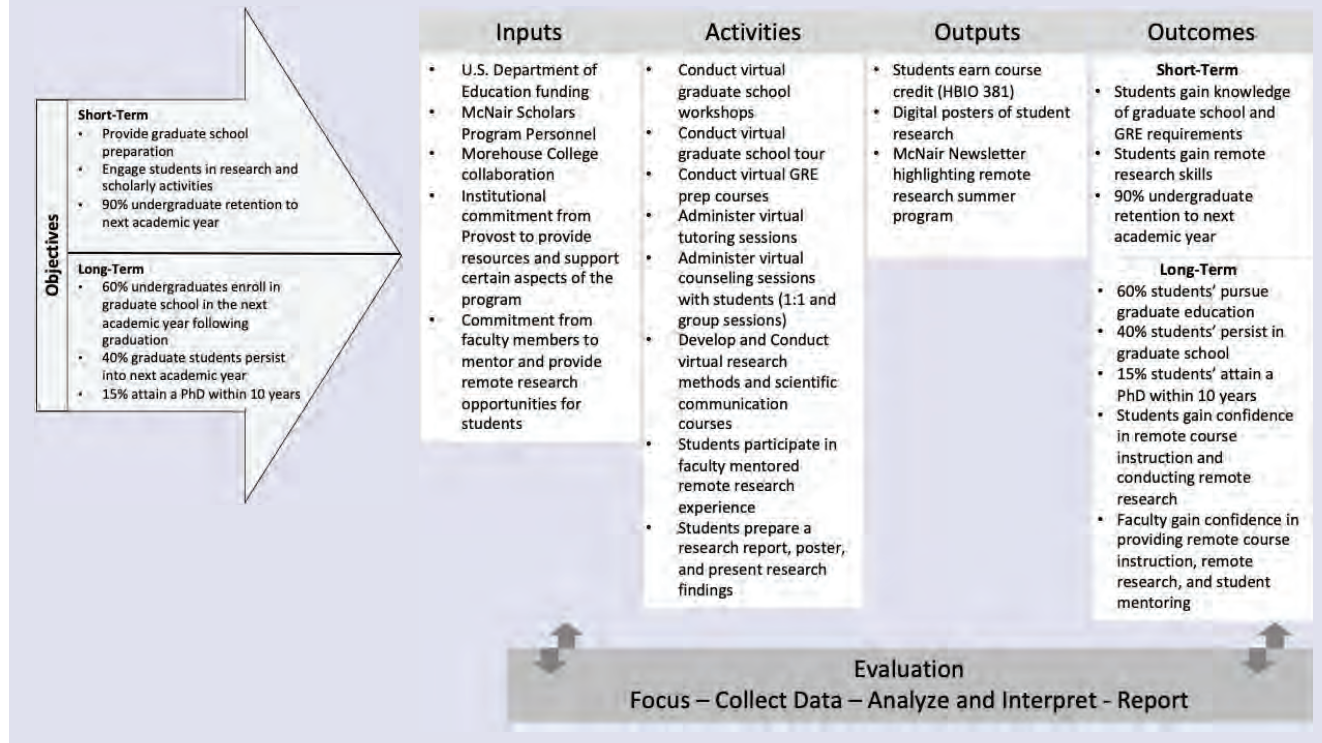 Objectives
Short-Term
• Provide graduate school
preparation
• Engage students in research and
scholarly activities
• 90% undergraduate retention to
next academic year
Long-Term
• 60% undergraduates enroll in
graduate school in the next
academic year following
graduation
• 40% graduate students persist
into next academic year
• 15% attain a PhD within 10 years
Inputs
• U.S. Department of
Education funding
• McNair Scholars
Program Personnel
• Morehouse College
collaboration
• Institutional
commitment from
Provost to provide
resources and support
certain aspects of the
program
• Commitment from
faculty members to
mentor and provide
remote research
opportunities for
students
Activities
• Conduct virtual
graduate school
workshops
• Conduct virtual
graduate school tour
• Conduct virtual GRE
prep courses
• Administer virtual
tutoring sessions
• Administer virtual
counseling sessions
with students (1:1 and
group sessions)
• Develop and Conduct
virtual research
methods and scientific
communication
courses
• Students participate in
faculty mentored
remote research
experience
• Students prepare a
research report, poster,
and present research
findings
Outputs
• Students earn course
credit (HBIO 381)
• Digital posters of student
research
• McNair Newsletter
highlighting remote
research summer
program
Outcomes
Short-Term
• Students gain knowledge
of graduate school and
GRE requirements
• Students gain remote
research skills
• 90% undergraduate
retention to next
academic year
Long-Term
• 60% students' pursue
graduate education
• 40% students' persist in
graduate school
• 15% students' attain a
PhD within 10 years
• Students gain confidence
in remote course
instruction and
conducting remote
research
• Faculty gain confidence in
providing remote course
instruction, remote
research, and student
mentoring
Evaluation
Focus – Collect Data – Analyze and Interpret - Report